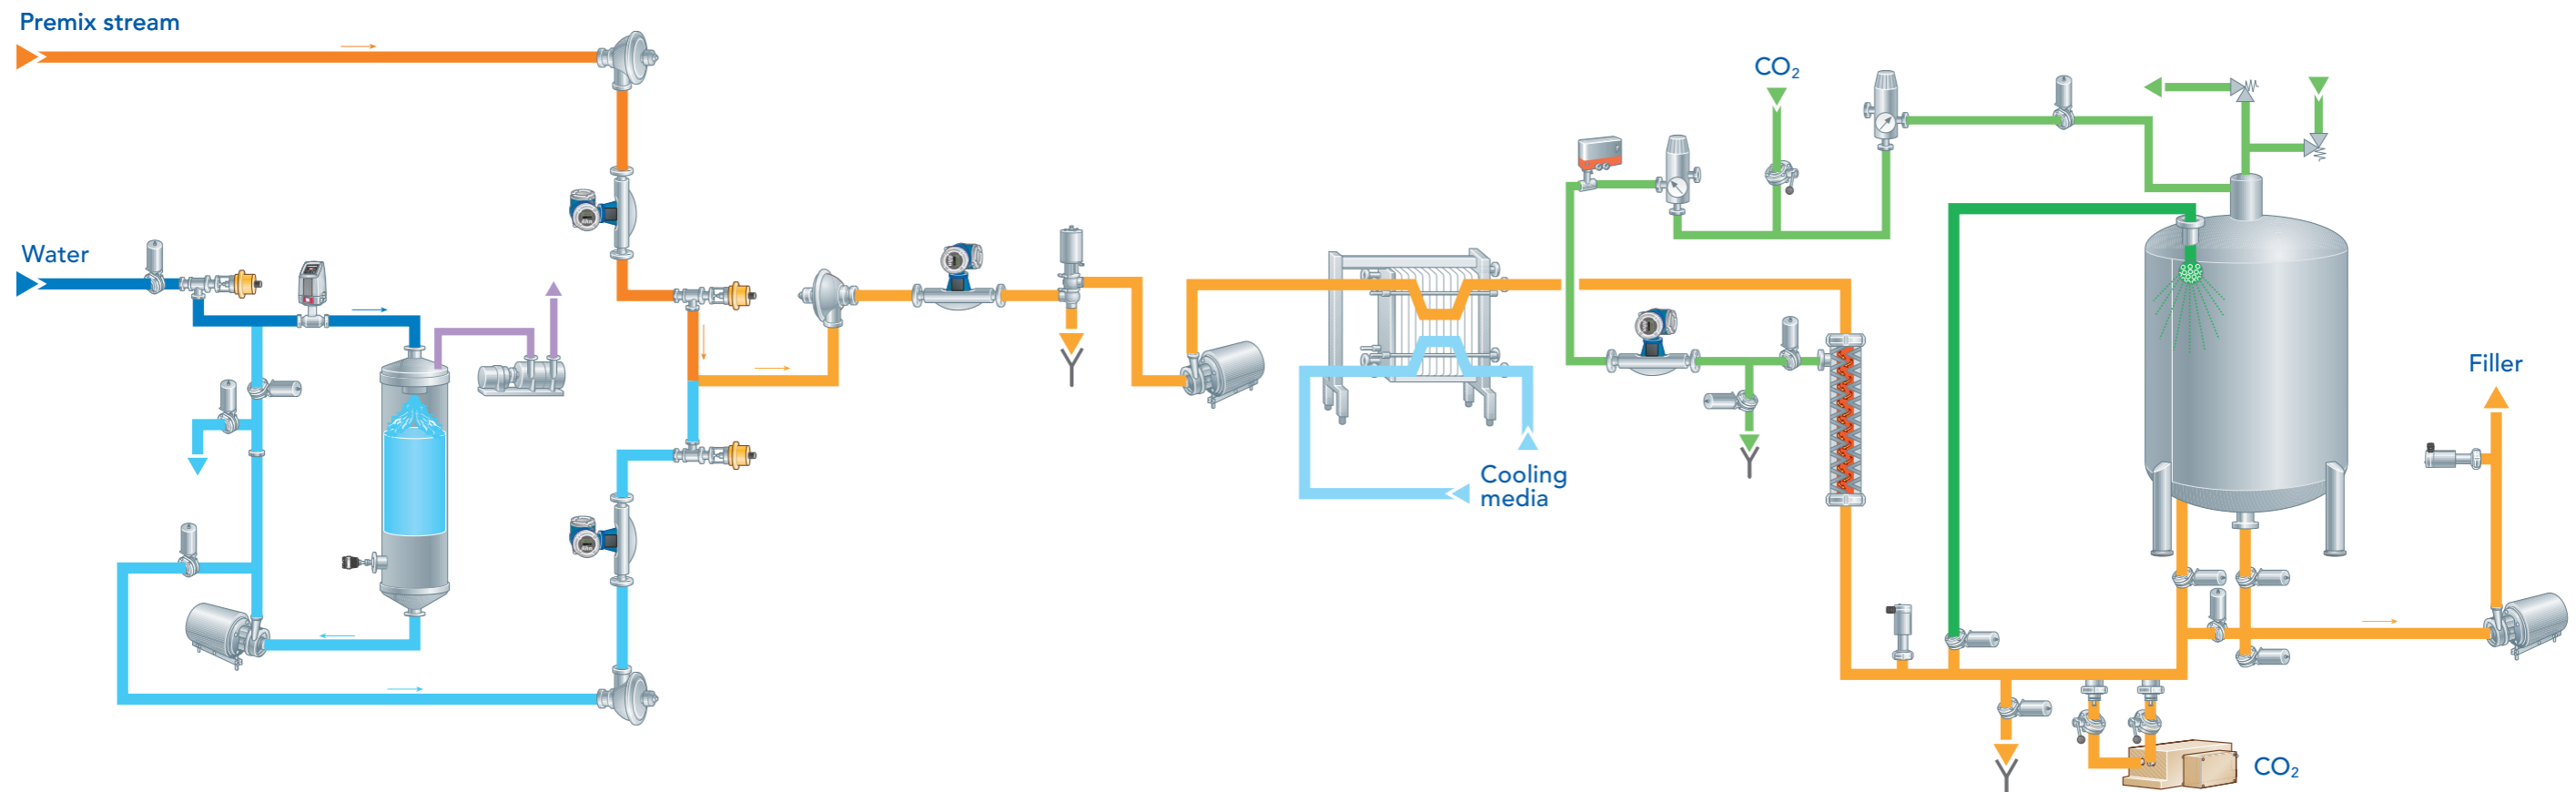 Premix stream
CO₂
Water
Filler
Cooling
media
CO₂